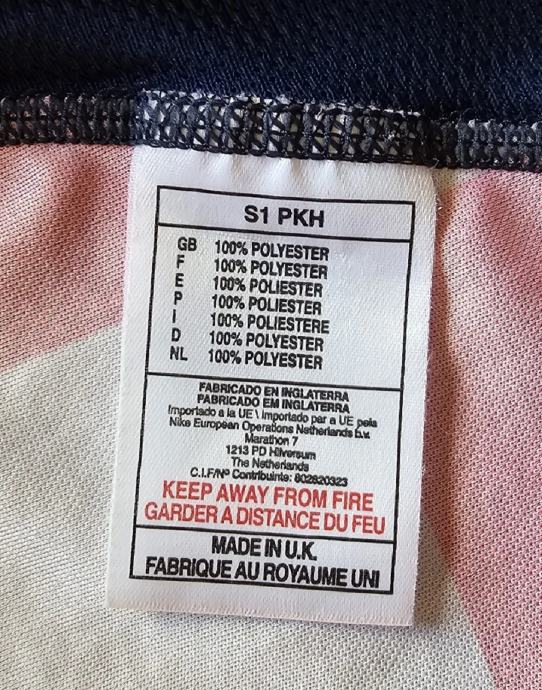 S1 PKH
GB 100% POLYESTER
F 100% POLYESTER
E 100% POLIESTER
P 100% POLIESTER
I 100% POLIESTERE
D 100% POLYESTER
NL 100% POLYESTER
FABRICADO EN INGLATERRA
FABRICADO EM INGLATERRA
Importado a la UE \ Importado par a UE pela
Nike European Operations Netherlands b.v.
Marathon 7
1213 PD Hilversum
The Netherlands
C.I.F/Nº Contribuinte: 802820323
KEEP AWAY FROM FIRE
GARDER A DISTANCE DU FEU
MADE IN U.K.
FABRIQUE AU ROYAUME UNI